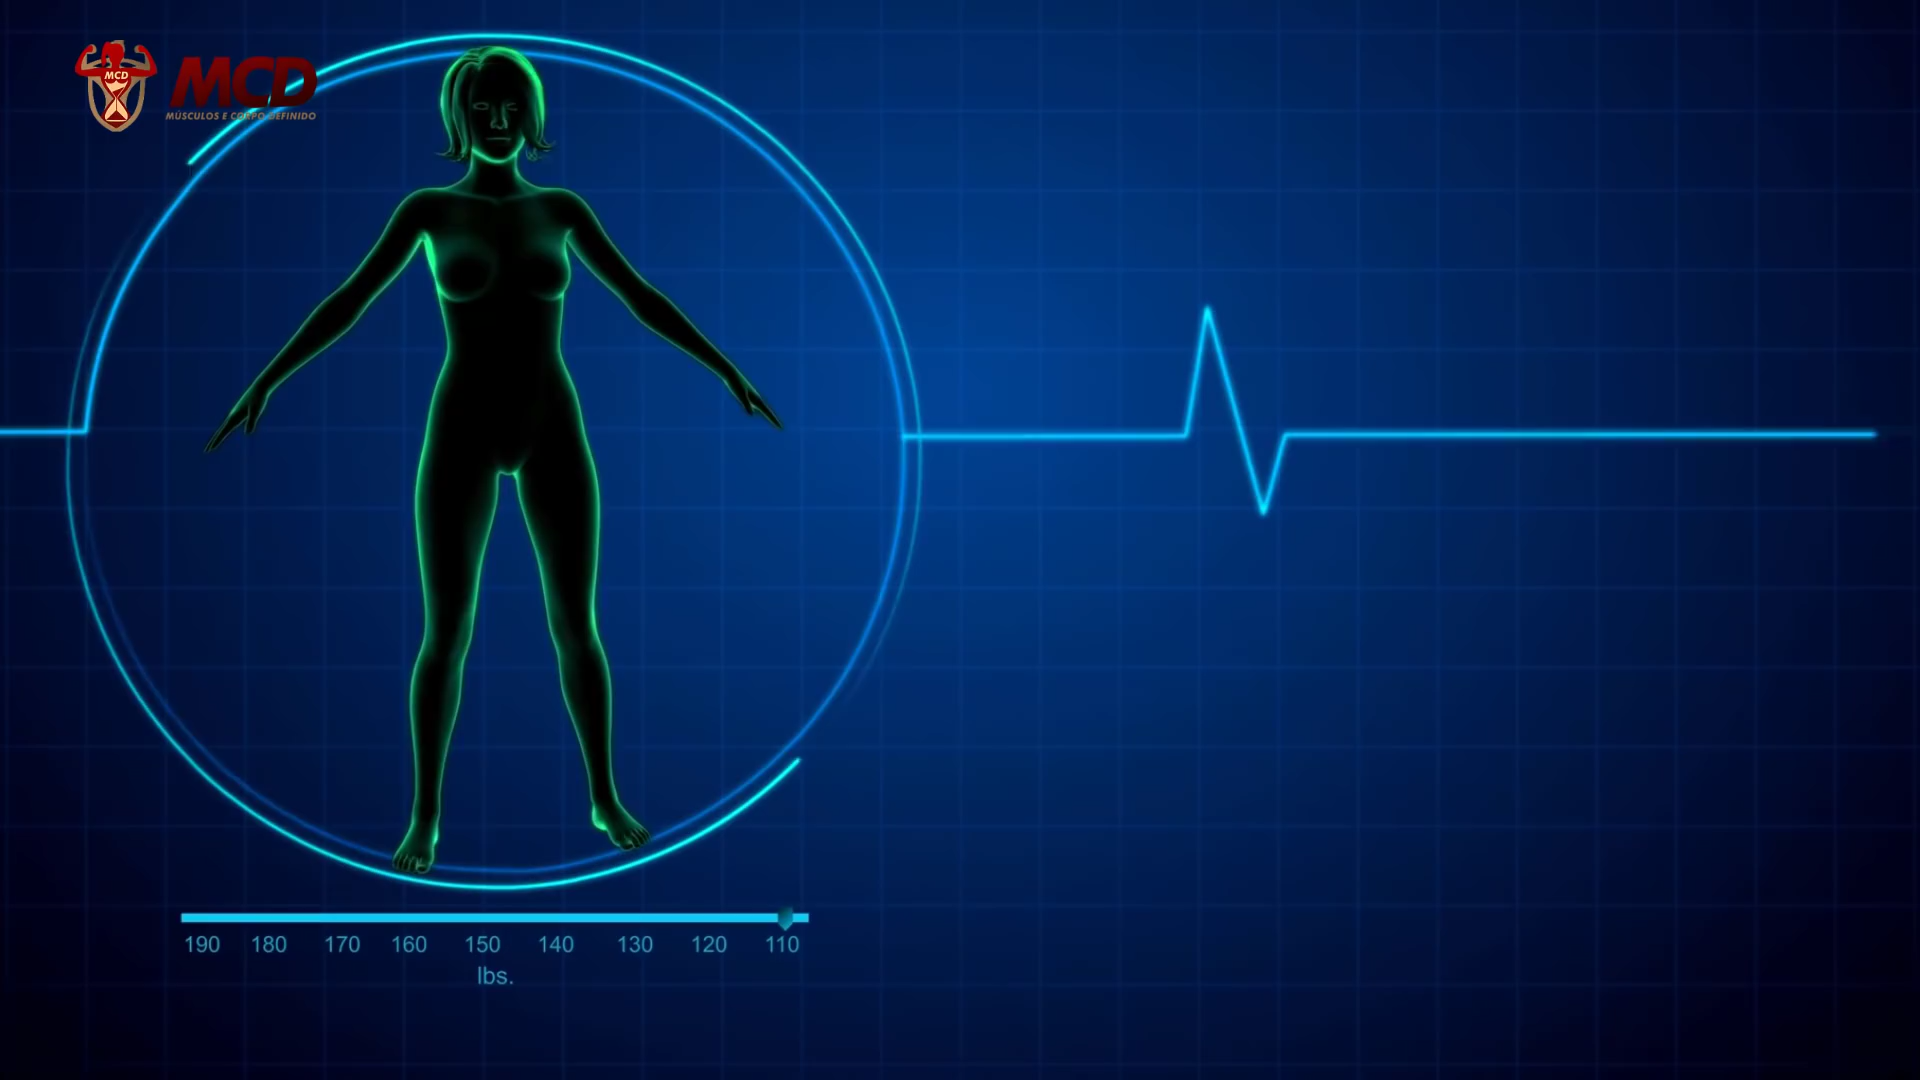 MCD
MCD
MÚSCULOS E CORPO DEFINIDO
190 180 170 160 150 140 130 120 110
lbs.